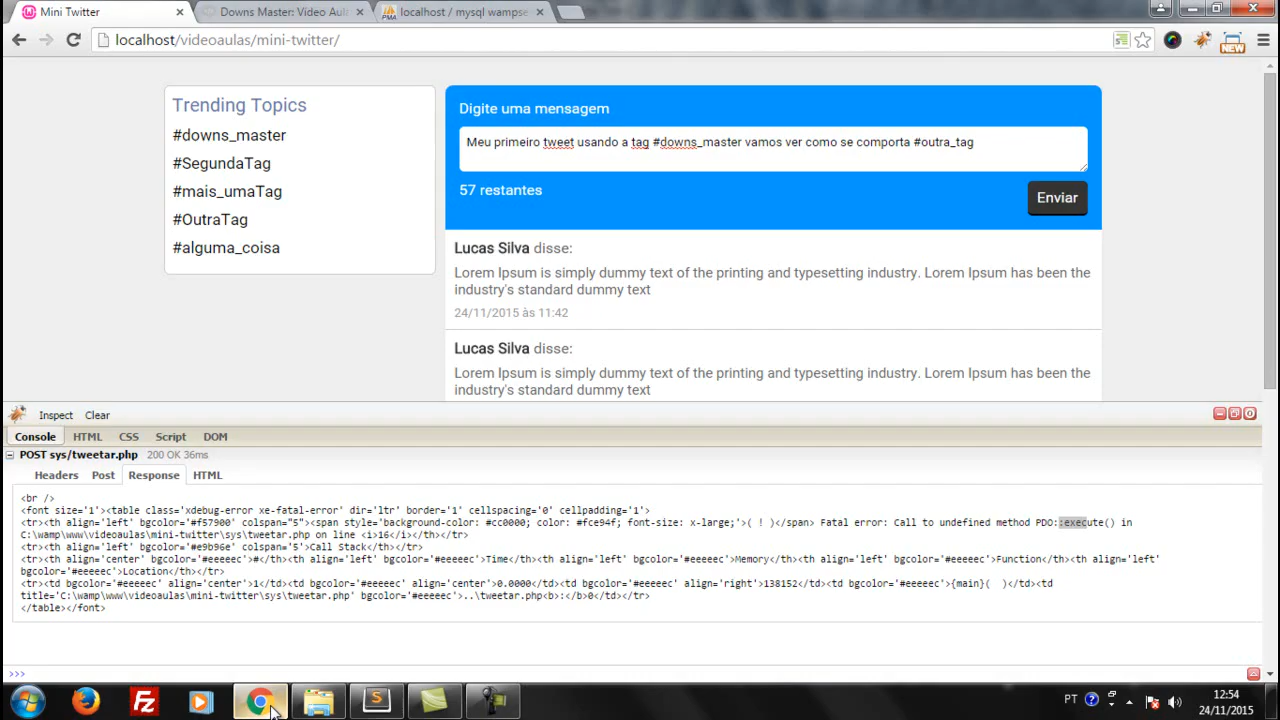 Mini Twitter
Downs Master: Video Aul
localhost / mysql wampse
localhost/videoaulas/mini-twitter/
NEW
Trending Topics
#downs_master
#SegundaTag
#mais_umaTag
#OutraTag
#alguma_coisa
Digite uma mensagem
Meu primeiro tweet usando a tag #downs_master vamos ver como se comporta #outra_tag
57 restantes
Enviar
Lucas Silva disse:
Lorem Ipsum is simply dummy text of the printing and typesetting industry. Lorem Ipsum has been the
industry's standard dummy text
24/11/2015 às 11:42
Lucas Silva disse:
Lorem Ipsum is simply dummy text of the printing and typesetting industry. Lorem Ipsum has been the
industry's standard dummy text
Inspect Clear
Console HTML CSS Script DOM
POST sys/tweetar.php 200 OK 36ms
Headers Post Response HTML
<br />
<font size='1'><table class='xdebug-error xe-fatal-error' dir='ltr' border='1' cellspacing='0' cellpadding='1'>
<tr><th align='left' bgcolor='#f57900' colspan="5"><span style='background-color: #cc0000; color: #fce94f; font-size: x-large;'>( ! )</span> Fatal error: Call to undefined method PDO::execute() in
C:\wamp\www\videoaulas\mini-twitter\sys\tweetar.php on line <i>16</i></th></tr>
<tr><th align='left' bgcolor='#e9b96e' colspan='5'>Call Stack</th></tr>
<tr><th align='center' bgcolor='#eeeeec'>#</th><th align='left' bgcolor='#eeeeec'>Time</th><th align='left' bgcolor='#eeeeec'>Memory</th><th align='left' bgcolor='#eeeeec'>Function</th><th align='left'
bgcolor='#eeeeec'>Location</th></tr>
<tr><td bgcolor='#eeeeec' align='center'>1</td><td bgcolor='#eeeeec' align='center'>0.0000</td><td bgcolor='#eeeeec' align='right'>138152</td><td bgcolor='#eeeeec'>{main}(  )</td><td
title='C:\wamp\www\videoaulas\mini-twitter\sys\tweetar.php' bgcolor='#eeeeec'>..\tweetar.php<b>:</b>0</td></tr>
</table></font>
>>>
PT
12:54
24/11/2015